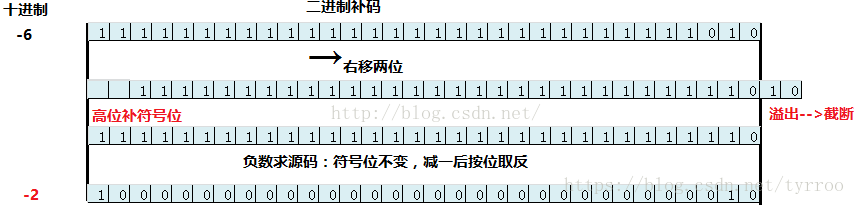 十进制 二进制补码
-6 1 1 1 1 1 1 1 1 1 1 1 1 1 1 1 1 1 1 1 1 1 1 1 1 1 1 1 1 1 0 1 0
→右移两位
1 1 1 1 1 1 1 1 1 1 1 1 1 1 1 1 1 1 1 1 1 1 1 1 1 1 1 1 1 0 1 0
高位补符号位 http://blog.csdn.net/ 溢出-->截断
1 1 1 1 1 1 1 1 1 1 1 1 1 1 1 1 1 1 1 1 1 1 1 1 1 1 1 1 1 1 1 0
负数求源码：符号位不变，减一后按位取反
https://blog.csdn.net/tyrroo
-2 1 0 0 0 0 0 0 0 0 0 0 0 0 0 0 0 0 0 0 0 0 0 0 0 0 0 0 0 0 0 1 0